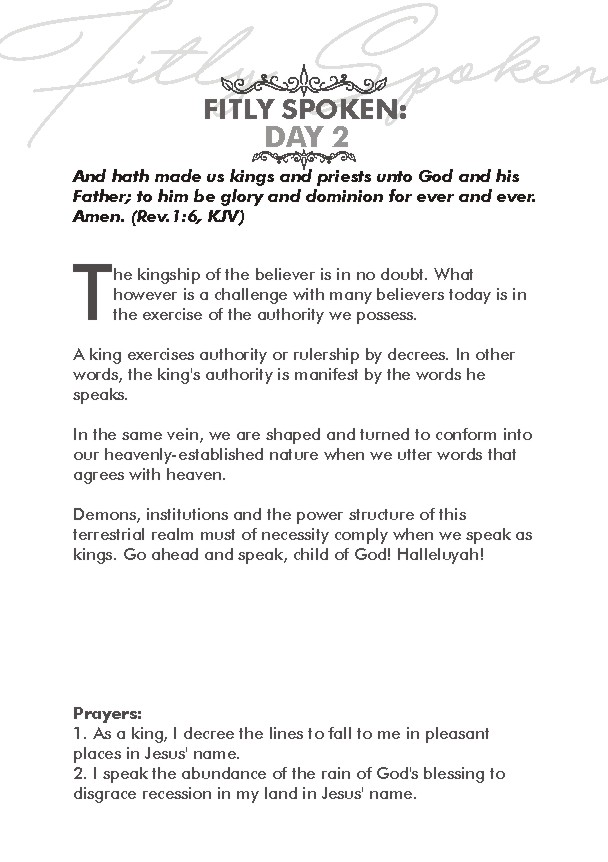 Fitly Spoken
FITLY SPOKEN:
DAY 2
And hath made us kings and priests unto God and his
Father; to him be glory and dominion for ever and ever.
Amen. (Rev.1:6, KJV)
The kingship of the believer is in no doubt. What
however is a challenge with many believers today is in
the exercise of the authority we possess.
A king exercises authority or rulership by decrees. In other
words, the king's authority is manifest by the words he
speaks.
In the same vein, we are shaped and turned to conform into
our heavenly-established nature when we utter words that
agrees with heaven.
Demons, institutions and the power structure of this
terrestrial realm must of necessity comply when we speak as
kings. Go ahead and speak, child of God! Halleluyah!
Prayers:
1. As a king, I decree the lines to fall to me in pleasant
places in Jesus' name.
2. I speak the abundance of the rain of God's blessing to
disgrace recession in my land in Jesus' name.